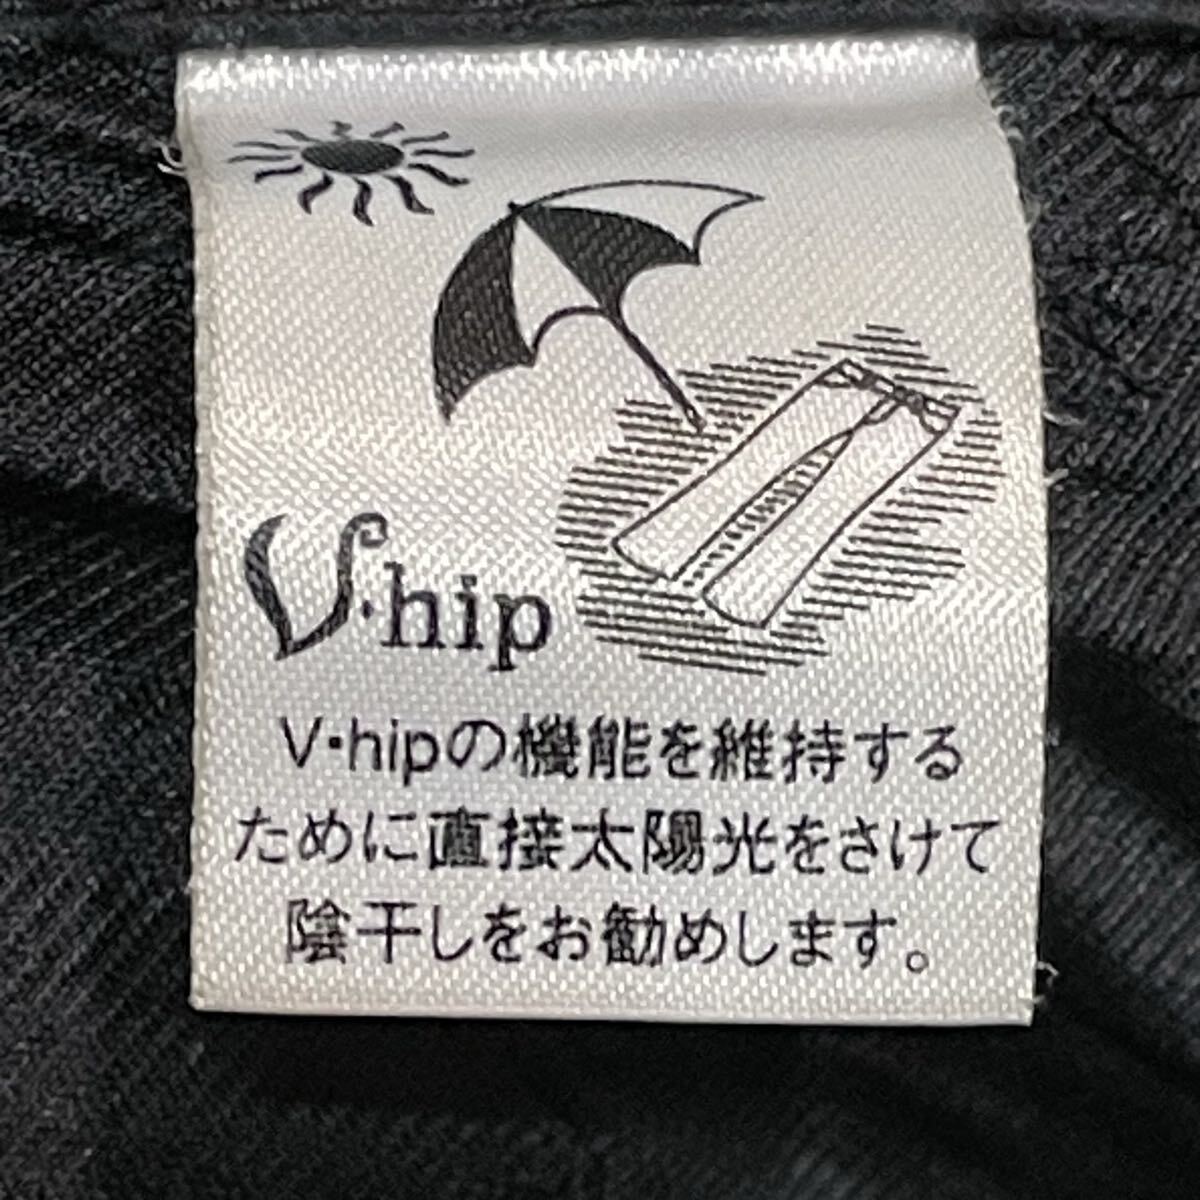 V・hip
V・hipの機能を維持する
ために直接太陽光をさけて
陰干しをお勧めします。